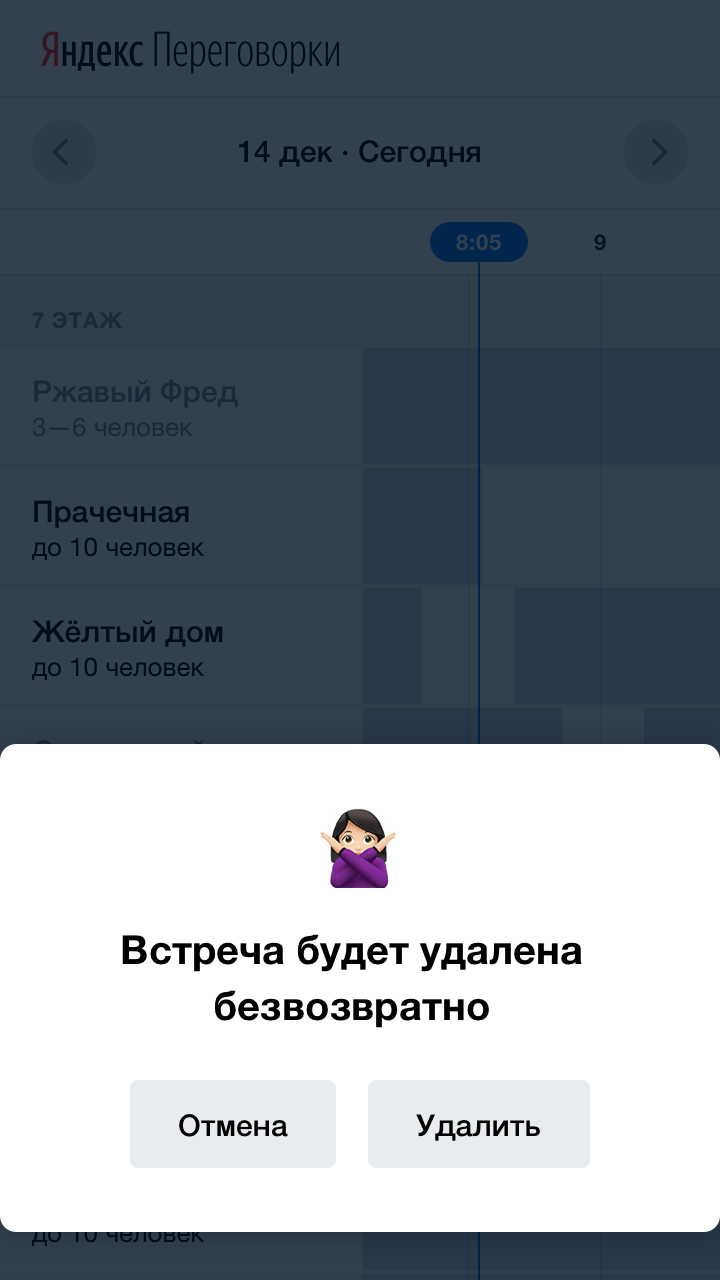 Яндекс Переговорки
14 дек · Сегодня
8:05 9
7 ЭТАЖ
Ржавый Фред
3—6 человек
Прачечная
до 10 человек
Жёлтый дом
до 10 человек
Встреча будет удалена
безвозвратно
Отмена Удалить
до 10 человек